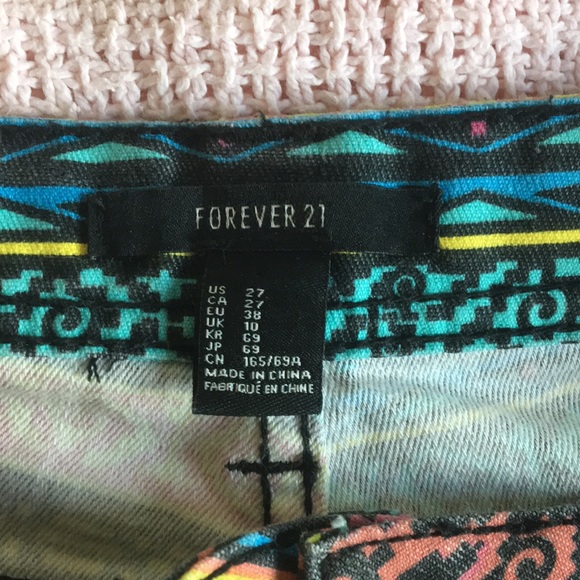 FOREVER 21
US 27
CA 27
EU 38
UK 10
KR 69
JP 69
CN 165/69A
MADE IN CHINA
FABRIQUÉ EN CHINE